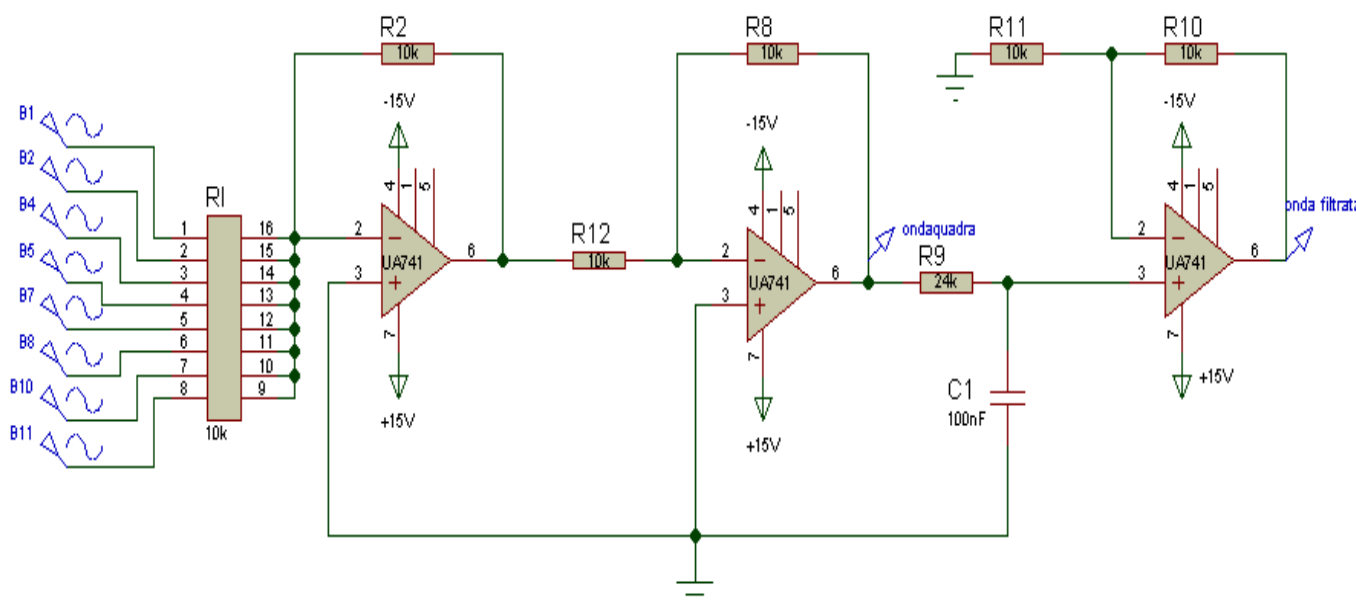 R2
10k
R8
10k
R11
10k
R10
10k
-15V
-15V
-15V
B1
B2
B4
B5
B7
B8
B10
B11
RI
1
2
3
4
5
6
7
8
16
15
14
13
12
11
10
9
10k
4
1
5
2
3
UA741
6
7
+15V
R12
10k
4
1
5
2
3
UA741
6
7
+15V
ondaquadra
R9
24k
C1
100nF
4
1
5
2
3
UA741
6
7
+15V
onda filtrata